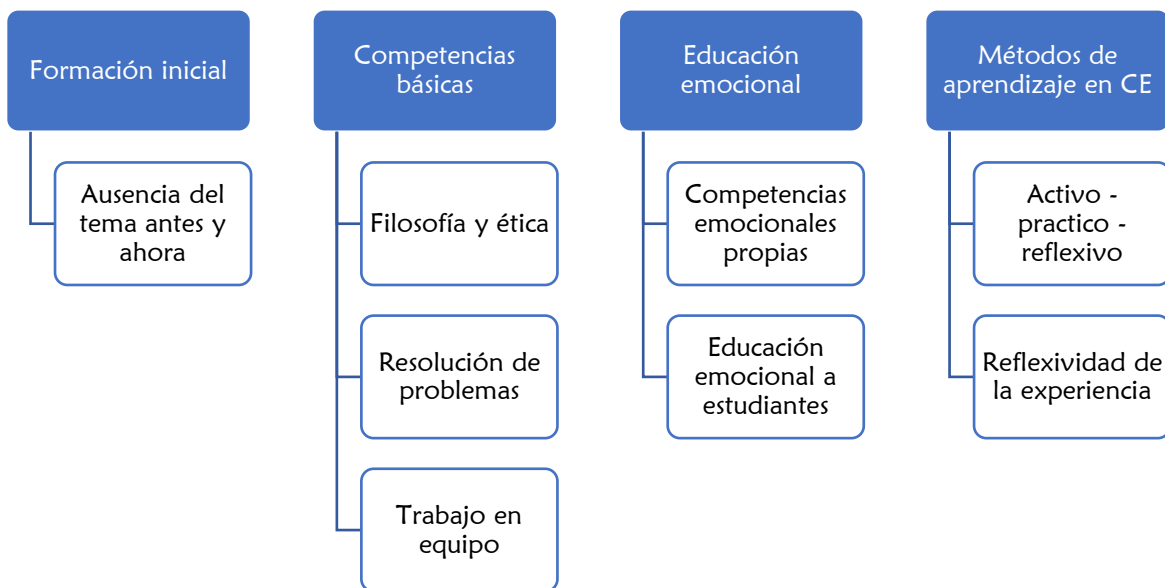 Formación inicial
Ausencia del
tema antes y
ahora
Competencias
básicas
Filosofía y ética
Resolución de
problemas
Trabajo en
equipo
Educación
emocional
Competencias
emocionales
propias
Educación
emocional a
estudiantes
Métodos de
aprendizaje en CE
Activo -
practico -
reflexivo
Reflexividad de
la experiencia